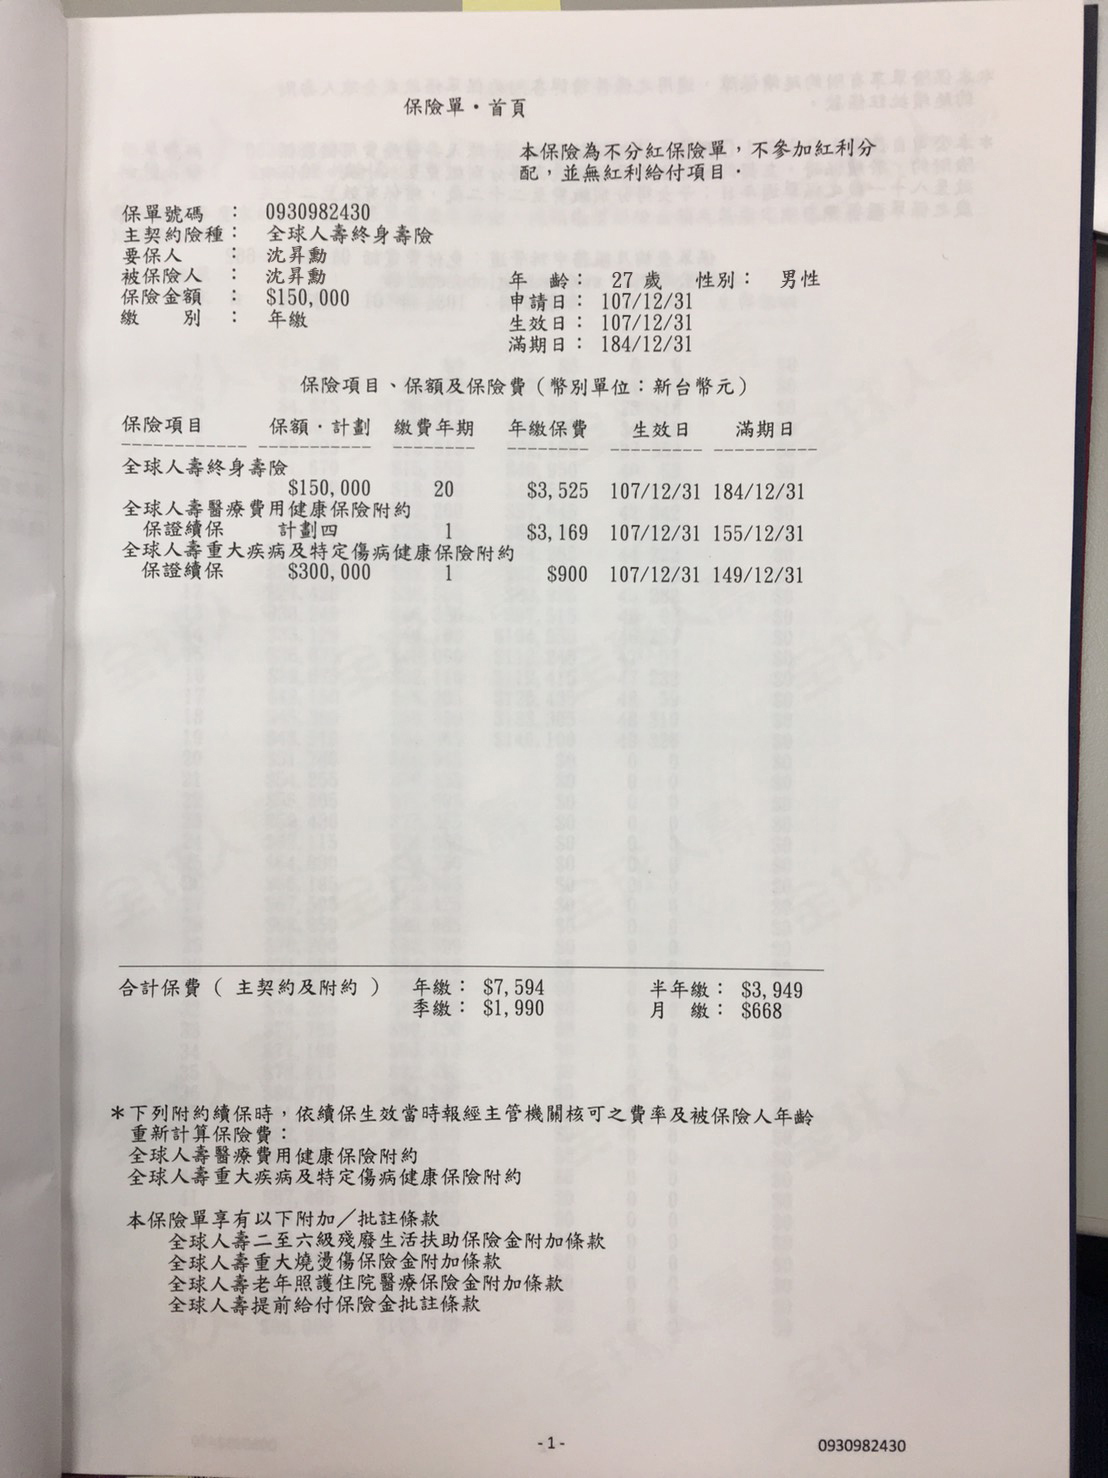 保險單・首頁
本保險為不分紅保險單，不參加紅利分
配，並無紅利給付項目．
保單號碼 ： 0930982430
主契約險種： 全球人壽終身壽險
要保人 ： 沈昇勳
被保險人 ： 沈昇勳 年 齡： 27 歲 性別： 男性
保險金額 ： $150,000 申請日： 107/12/31
繳 別 ： 年繳 生效日： 107/12/31
滿期日： 184/12/31
保險項目、保額及保險費（幣別單位：新台幣元）
保險項目 保額．計劃 繳費年期 年繳保費 生效日 滿期日
全球人壽終身壽險
$150,000 20 $3,525 107/12/31 184/12/31
全球人壽醫療費用健康保險附約
保證續保 計劃四 1 $3,169 107/12/31 155/12/31
全球人壽重大疾病及特定傷病健康保險附約
保證續保 $300,000 1 $900 107/12/31 149/12/31
合計保費（ 主契約及附約 ） 年繳： $7,594 半年繳： $3,949
季繳： $1,990 月 繳： $668
＊下列附約續保時，依續保生效當時報經主管機關核可之費率及被保險人年齡
重新計算保險費：
全球人壽醫療費用健康保險附約
全球人壽重大疾病及特定傷病健康保險附約
本保險單享有以下附加／批註條款
全球人壽二至六級殘廢生活扶助保險金附加條款
全球人壽重大燒燙傷保險金附加條款
全球人壽老年照護住院醫療保險金附加條款
全球人壽提前給付保險金批註條款
-1- 0930982430